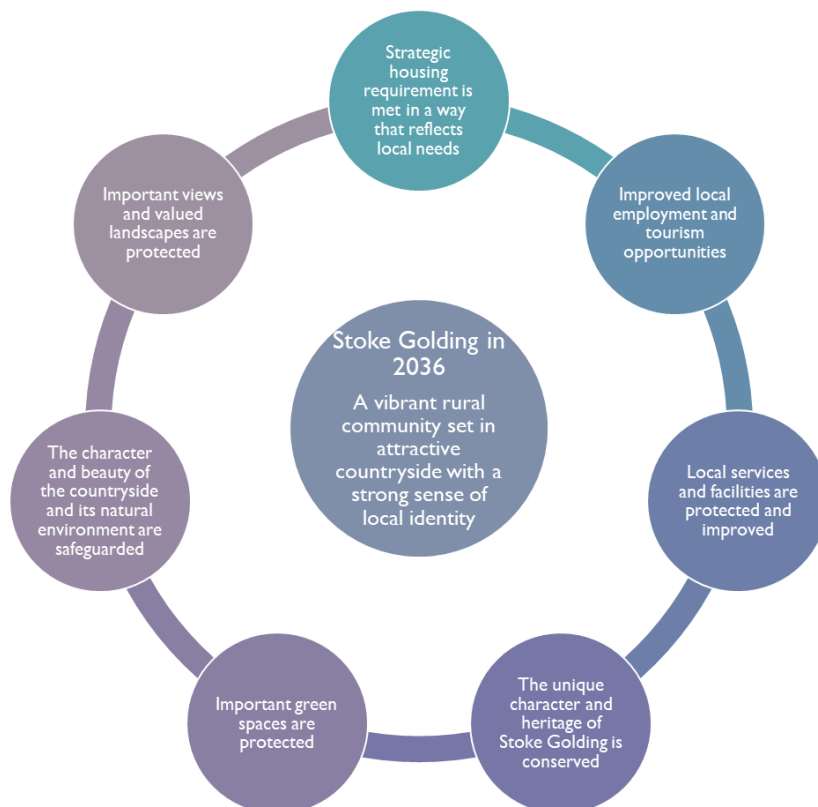 Strategic
housing
requirement is
met in a way
that reflects
local needs
Improved local
employment and
tourism
opportunities
Local services
and facilities are
protected and
improved
The unique
character and
heritage of
Stoke Golding is
conserved
Important green
spaces are
protected
The character
and beauty of
the countryside
and its natural
environment are
safeguarded
Important views
and valued
landscapes are
protected
Stoke Golding in
2036
A vibrant rural
community set in
attractive
countryside with a
strong sense of
local identity